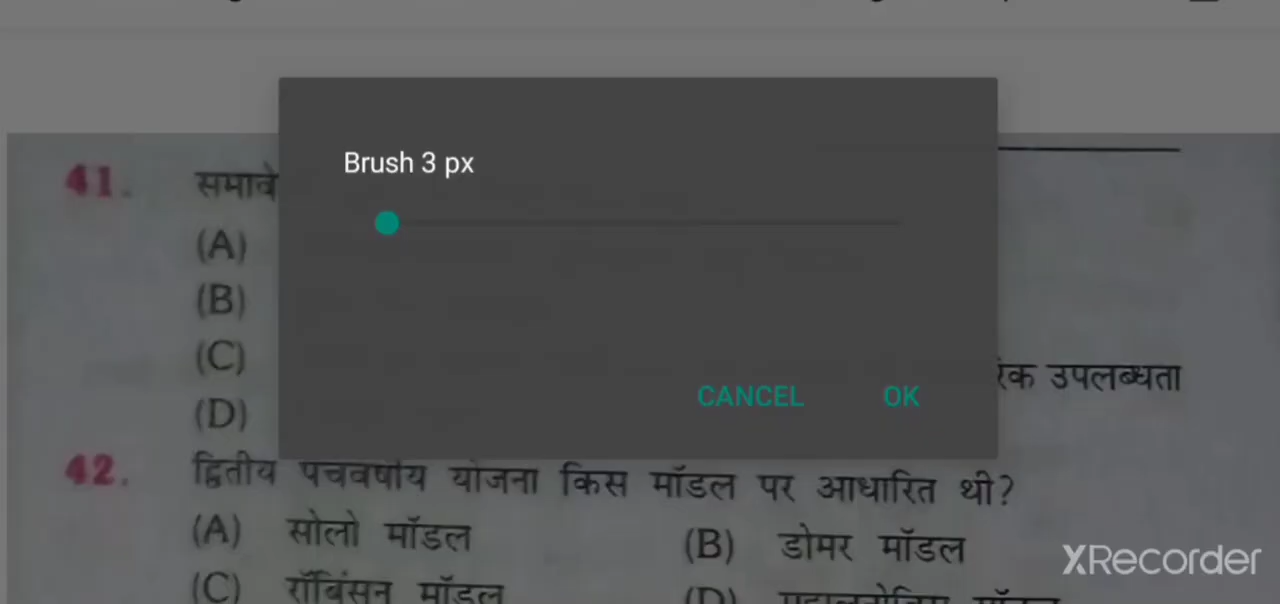 Brush 3 px
41. समावे
(A)
(B)
(C)
रिक उपलब्धता
CANCEL OK
(D)
42. द्वितीय पंचवर्षीय योजना किस मॉडल पर आधारित थी?
(A) सोलो मॉडल (B) डोमर मॉडल
(C) रॉबिंसन मॉडल (D) मॉडल
XRecorder